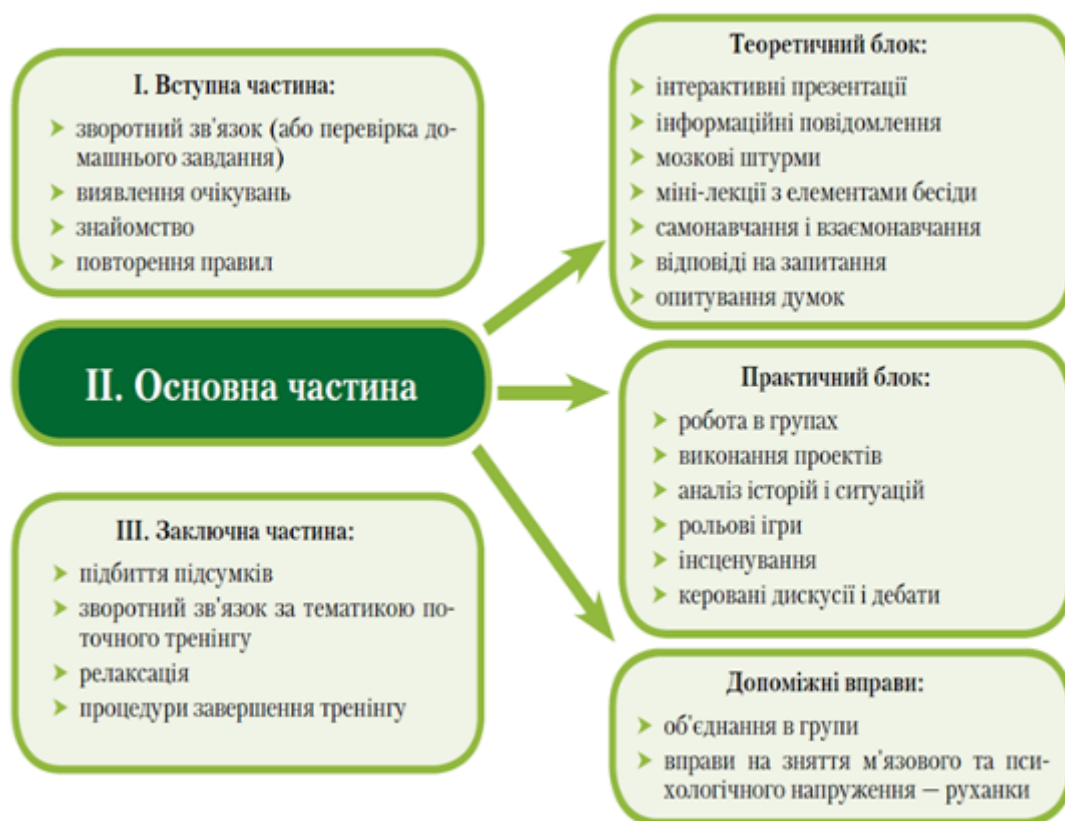 І. Вступна частина:
зворотний зв'язок (або перевірка до-
машнього завдання)
виявлення очікувань
знайомство
повторення правил
ІІ. Основна частина
ІІІ. Заключна частина:
підбиття підсумків
зворотний зв'язок за тематикою по-
точного тренінгу
релаксація
процедури завершення тренінгу
Теоретичний блок:
інтерактивні презентації
інформаційні повідомлення
мозкові штурми
міні-лекції з елементами бесіди
самонавчання і взаємонавчання
відповіді на запитання
опитування думок
Практичний блок:
робота в групах
виконання проектів
аналіз історій і ситуацій
рольові ігри
інсценування
керовані дискусії і дебати
Допоміжні вправи:
об'єднання в групи
вправи на зняття м'язового та пси-
хологічного напруження — руханки